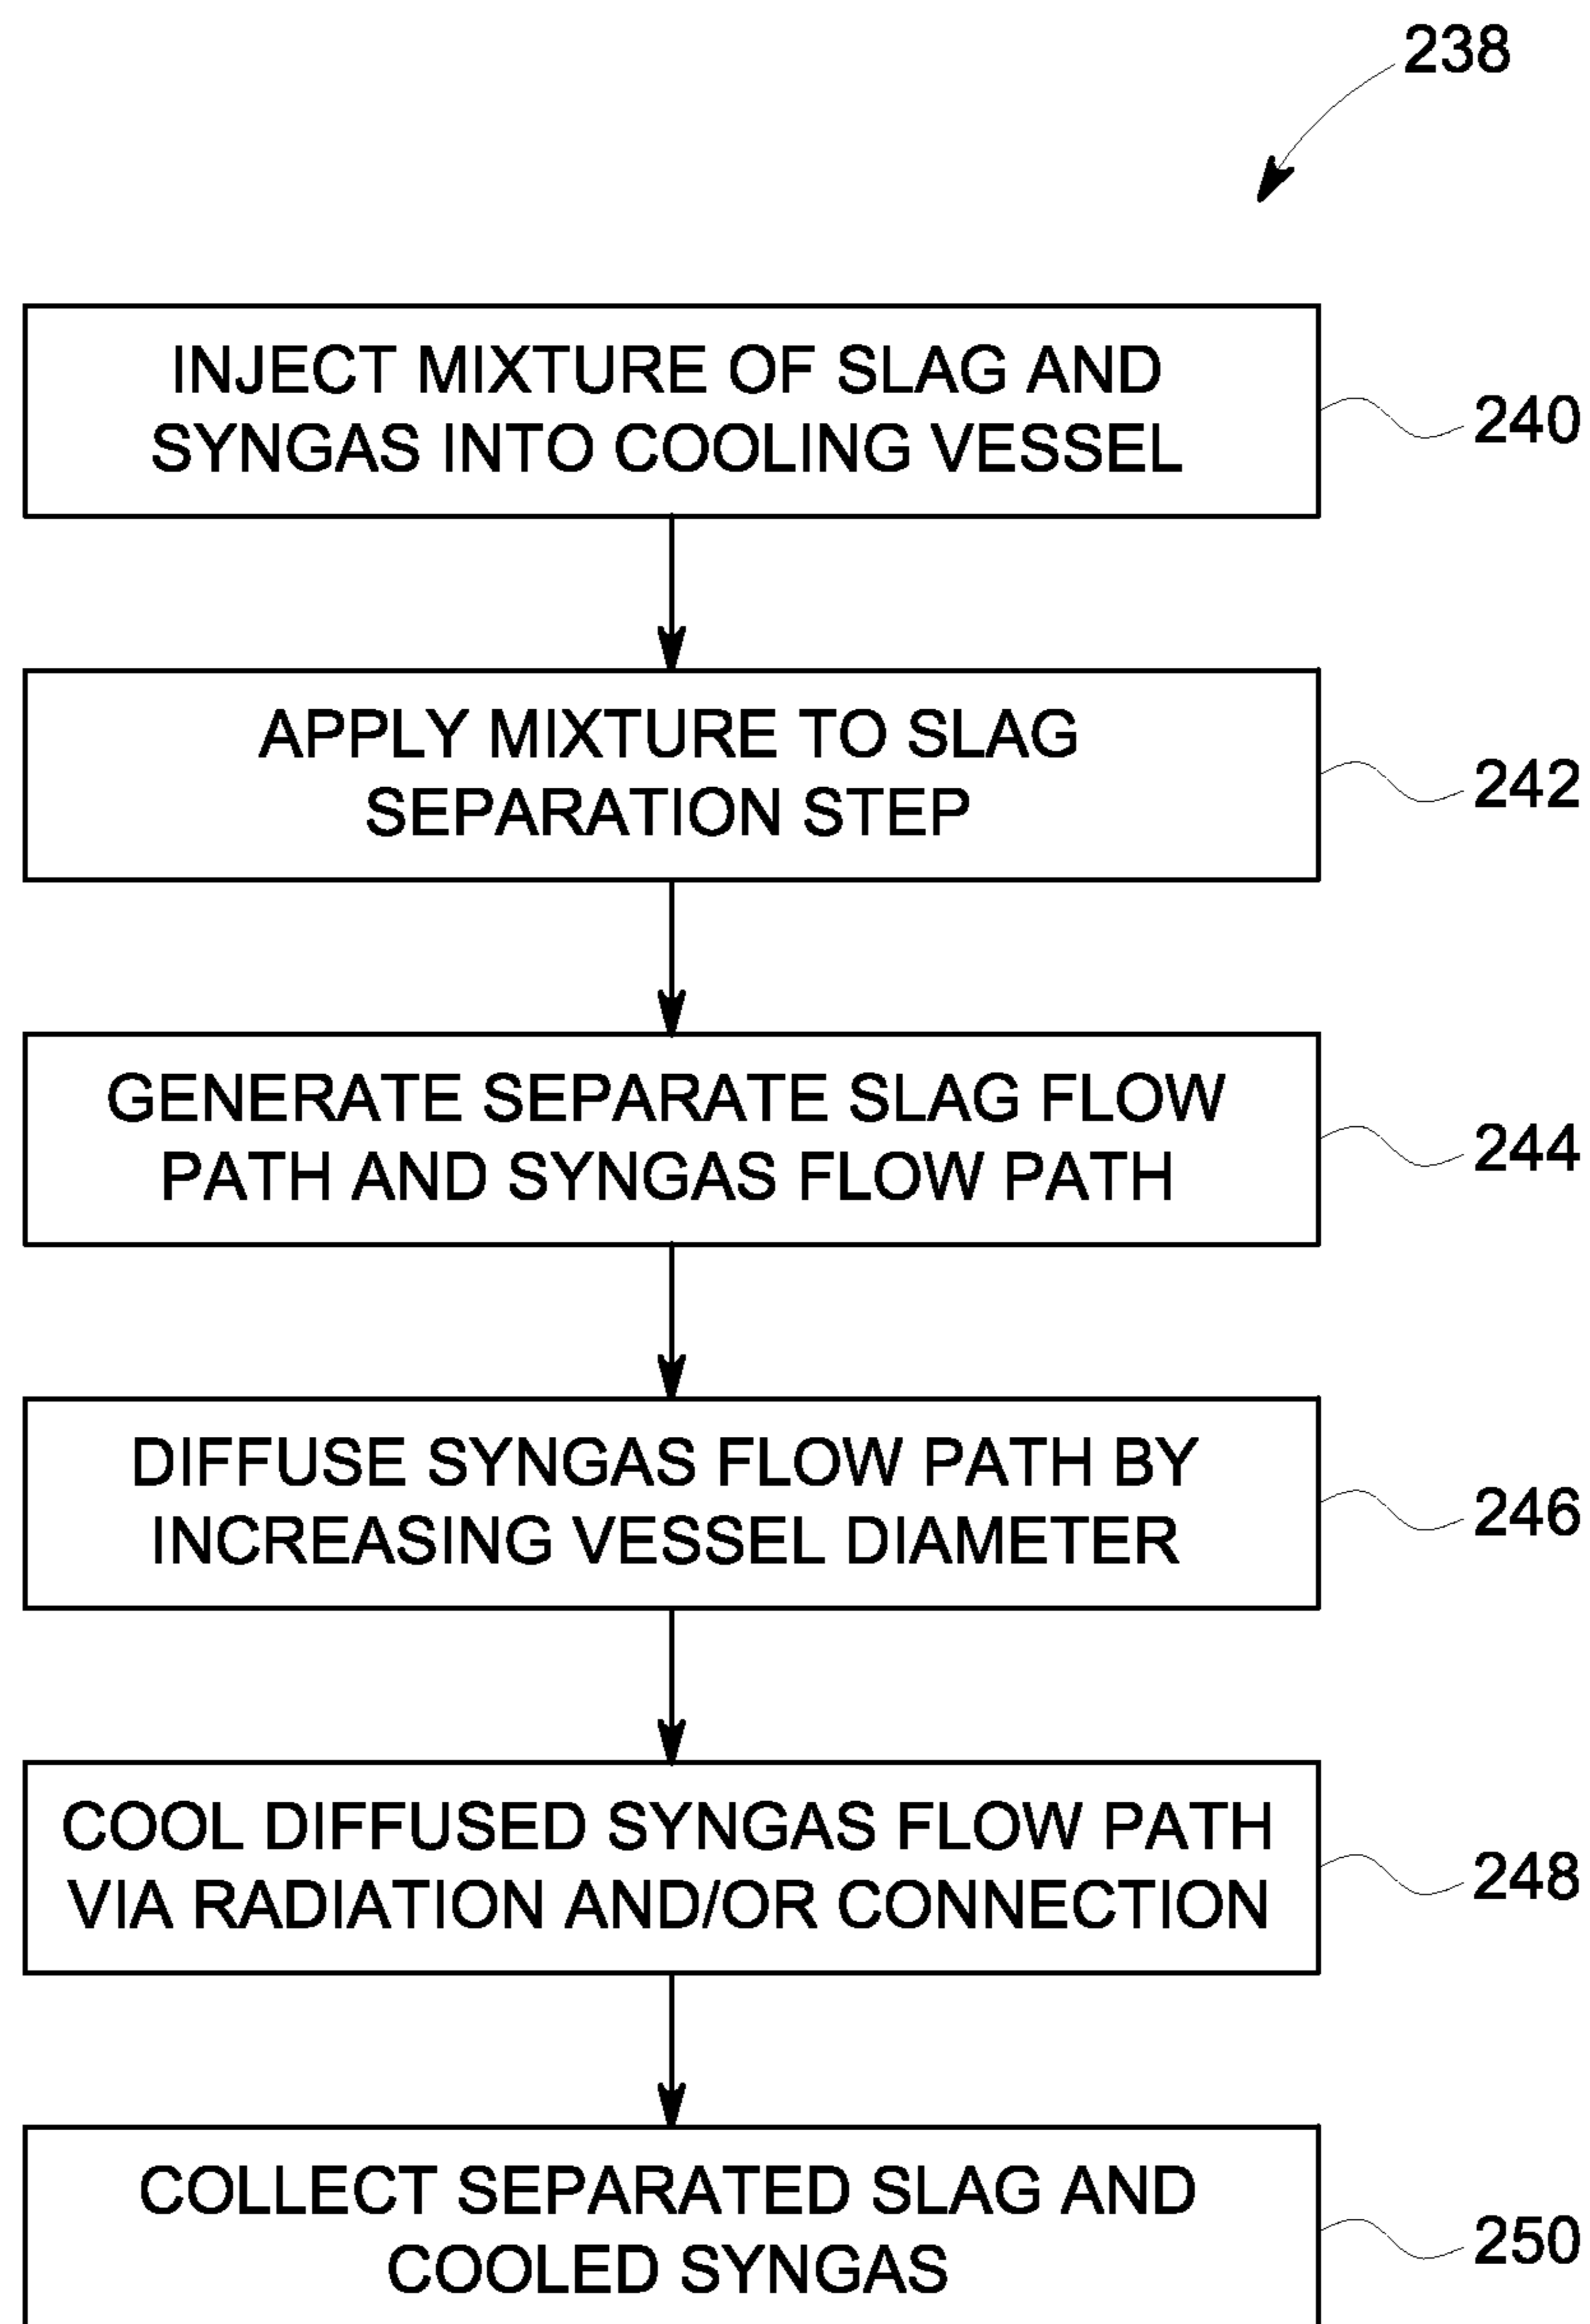 238
INJECT MIXTURE OF SLAG AND
SYNGAS INTO COOLING VESSEL
240
APPLY MIXTURE TO SLAG
SEPARATION STEP
242
GENERATE SEPARATE SLAG FLOW
PATH AND SYNGAS FLOW PATH
244
DIFFUSE SYNGAS FLOW PATH BY
INCREASING VESSEL DIAMETER
246
COOL DIFFUSED SYNGAS FLOW PATH
VIA RADIATION AND/OR CONNECTION
248
COLLECT SEPARATED SLAG AND
COOLED SYNGAS
250